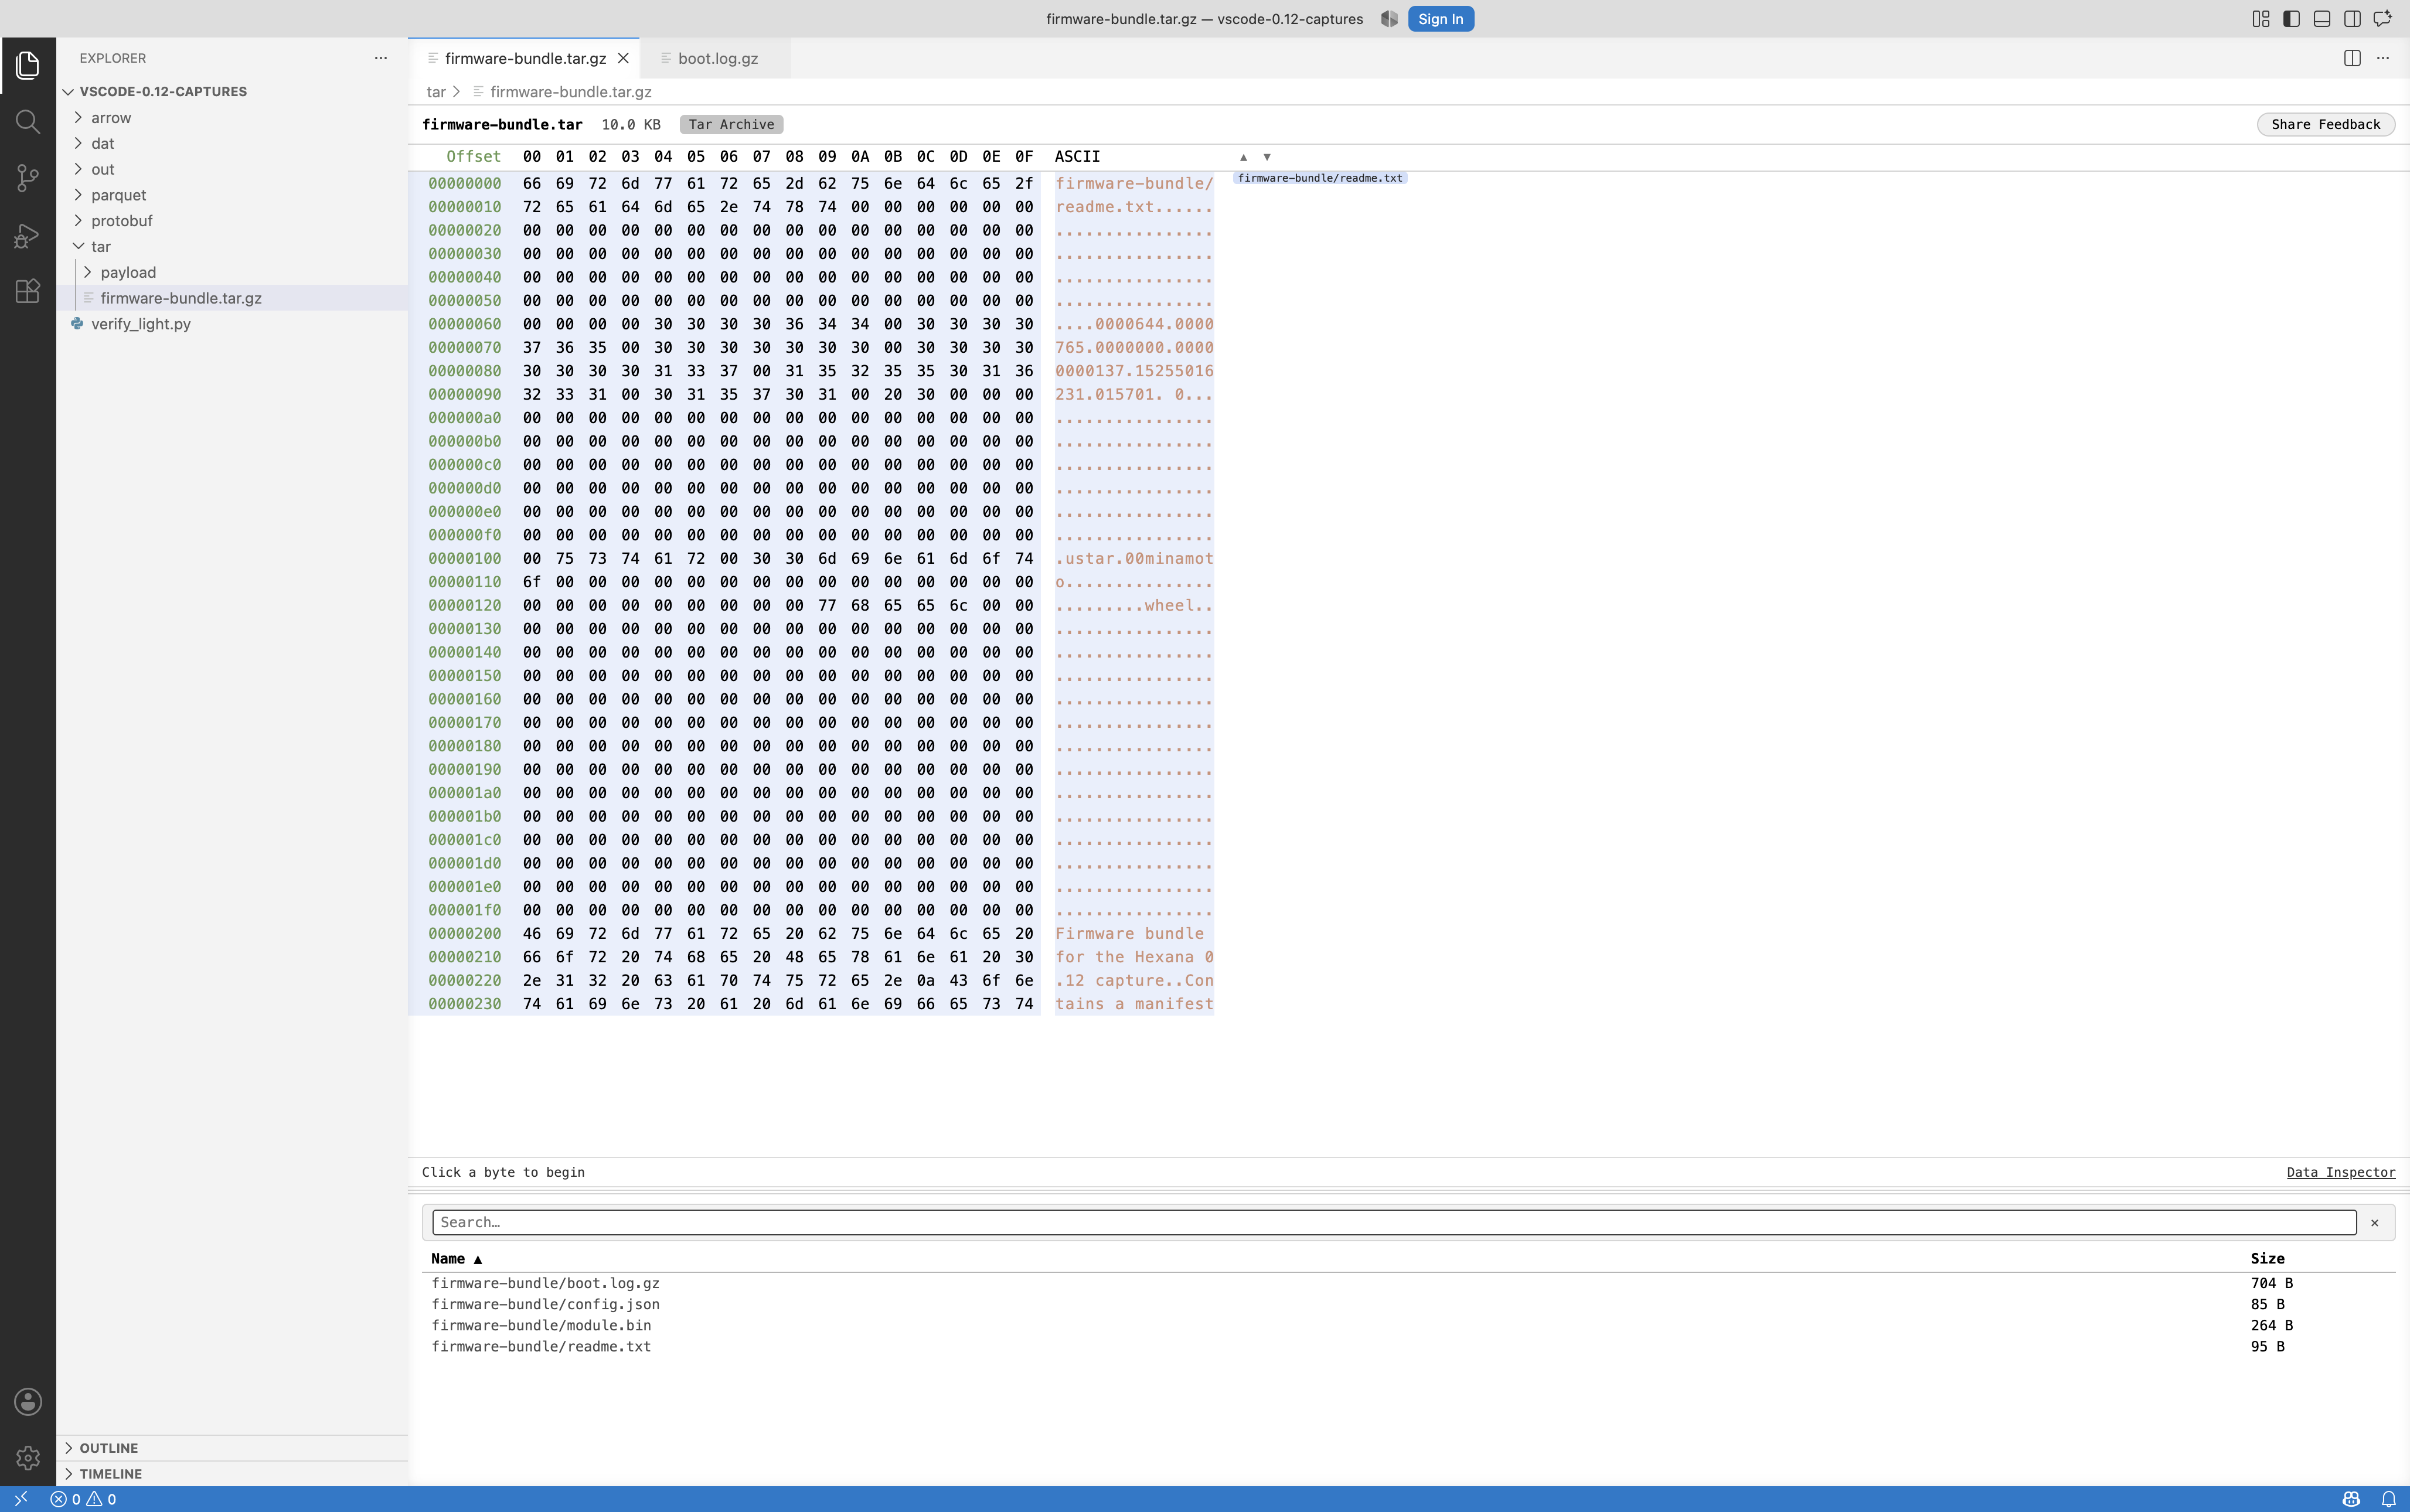 firmware-bundle.tar.gz — vscode-0.12-captures
Sign In
EXPLORER
VSCODE-0.12-CAPTURES
arrow
dat
out
parquet
protobuf
tar
payload
firmware-bundle.tar.gz
verify_light.py
OUTLINE
TIMELINE
firmware-bundle.tar.gz
boot.log.gz
tar > firmware-bundle.tar.gz
firmware-bundle.tar 10.0 KB Tar Archive
Share Feedback
Offset 00 01 02 03 04 05 06 07 08 09 0A 0B 0C 0D 0E 0F ASCII ▲ ▼
00000000 66 69 72 6d 77 61 72 65 2d 62 75 6e 64 6c 65 2f firmware-bundle/ firmware-bundle/readme.txt
00000010 72 65 61 64 6d 65 2e 74 78 74 00 00 00 00 00 00 readme.txt......
00000020 00 00 00 00 00 00 00 00 00 00 00 00 00 00 00 00 ................
00000030 00 00 00 00 00 00 00 00 00 00 00 00 00 00 00 00 ................
00000040 00 00 00 00 00 00 00 00 00 00 00 00 00 00 00 00 ................
00000050 00 00 00 00 00 00 00 00 00 00 00 00 00 00 00 00 ................
00000060 00 00 00 00 30 30 30 30 36 34 34 00 30 30 30 30 ....0000644.0000
00000070 37 36 35 00 30 30 30 30 30 30 30 00 30 30 30 30 765.0000000.0000
00000080 30 30 30 30 31 33 37 00 31 35 32 35 35 30 31 36 0000137.15255016
00000090 32 33 31 00 30 31 35 37 30 31 00 20 30 00 00 00 231.015701. 0...
000000a0 00 00 00 00 00 00 00 00 00 00 00 00 00 00 00 00 ................
000000b0 00 00 00 00 00 00 00 00 00 00 00 00 00 00 00 00 ................
000000c0 00 00 00 00 00 00 00 00 00 00 00 00 00 00 00 00 ................
000000d0 00 00 00 00 00 00 00 00 00 00 00 00 00 00 00 00 ................
000000e0 00 00 00 00 00 00 00 00 00 00 00 00 00 00 00 00 ................
000000f0 00 00 00 00 00 00 00 00 00 00 00 00 00 00 00 00 ................
00000100 00 75 73 74 61 72 00 30 30 6d 69 6e 61 6d 6f 74 .ustar.00minamot
00000110 6f 00 00 00 00 00 00 00 00 00 00 00 00 00 00 00 o...............
00000120 00 00 00 00 00 00 00 00 00 77 68 65 65 6c 00 00 .........wheel..
00000130 00 00 00 00 00 00 00 00 00 00 00 00 00 00 00 00 ................
00000140 00 00 00 00 00 00 00 00 00 00 00 00 00 00 00 00 ................
00000150 00 00 00 00 00 00 00 00 00 00 00 00 00 00 00 00 ................
00000160 00 00 00 00 00 00 00 00 00 00 00 00 00 00 00 00 ................
00000170 00 00 00 00 00 00 00 00 00 00 00 00 00 00 00 00 ................
00000180 00 00 00 00 00 00 00 00 00 00 00 00 00 00 00 00 ................
00000190 00 00 00 00 00 00 00 00 00 00 00 00 00 00 00 00 ................
000001a0 00 00 00 00 00 00 00 00 00 00 00 00 00 00 00 00 ................
000001b0 00 00 00 00 00 00 00 00 00 00 00 00 00 00 00 00 ................
000001c0 00 00 00 00 00 00 00 00 00 00 00 00 00 00 00 00 ................
000001d0 00 00 00 00 00 00 00 00 00 00 00 00 00 00 00 00 ................
000001e0 00 00 00 00 00 00 00 00 00 00 00 00 00 00 00 00 ................
000001f0 00 00 00 00 00 00 00 00 00 00 00 00 00 00 00 00 ................
00000200 46 69 72 6d 77 61 72 65 20 62 75 6e 64 6c 65 20 Firmware bundle
00000210 66 6f 72 20 74 68 65 20 48 65 78 61 6e 61 20 30 for the Hexana 0
00000220 2e 31 32 20 63 61 70 74 75 72 65 2e 0a 43 6f 6e .12 capture..Con
00000230 74 61 69 6e 73 20 61 20 6d 61 6e 69 66 65 73 74 tains a manifest
Click a byte to begin
Data Inspector
Search…
×
Name ▲ Size
firmware-bundle/boot.log.gz 704 B
firmware-bundle/config.json 85 B
firmware-bundle/module.bin 264 B
firmware-bundle/readme.txt 95 B
0 0